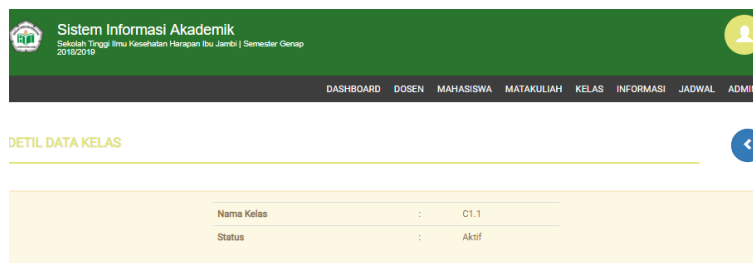 Sistem Informasi Akademik
Sekolah Tinggi Ilmu Kesehatan Harapan Ibu Jambi | Semester Genap
2018/2019
DASHBOARD DOSEN MAHASISWA MATAKULIAH KELAS INFORMASI JADWAL ADMIN
DETIL DATA KELAS
Nama Kelas : C1.1
Status : Aktif